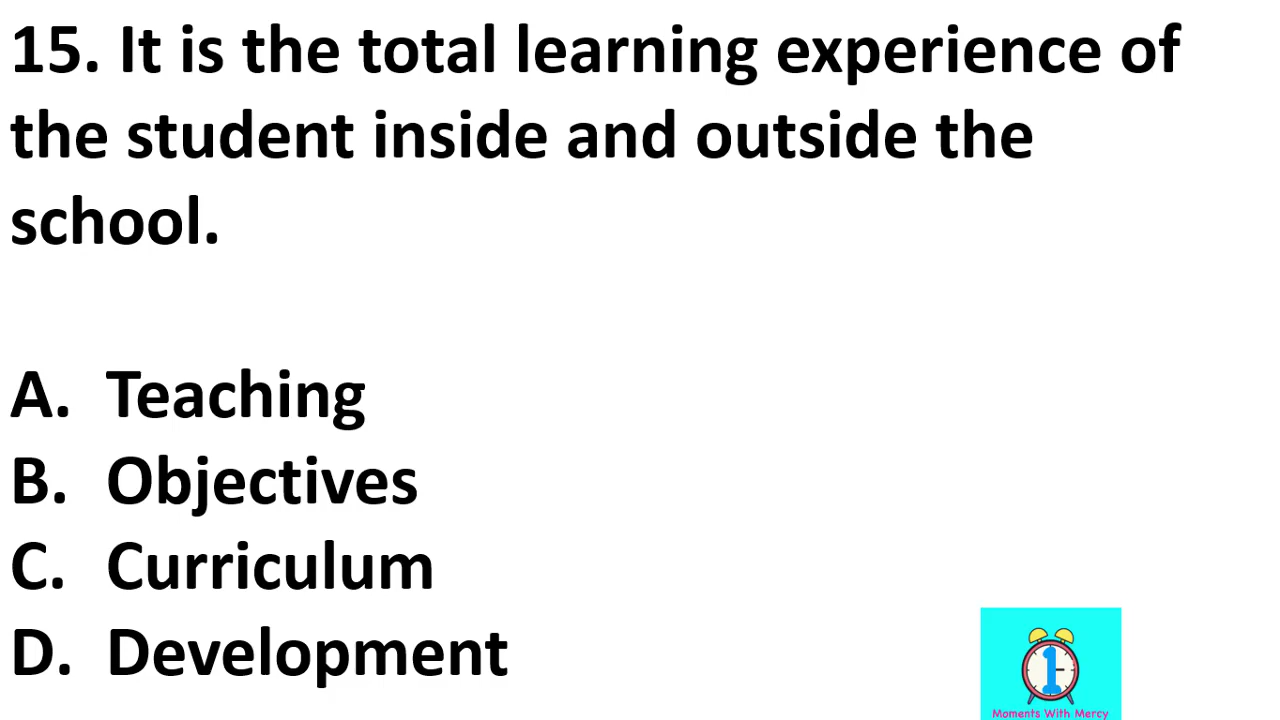 15. It is the total learning experience of
the student inside and outside the
school.
A. Teaching
B. Objectives
C. Curriculum
D. Development
1
Moments With Mercy